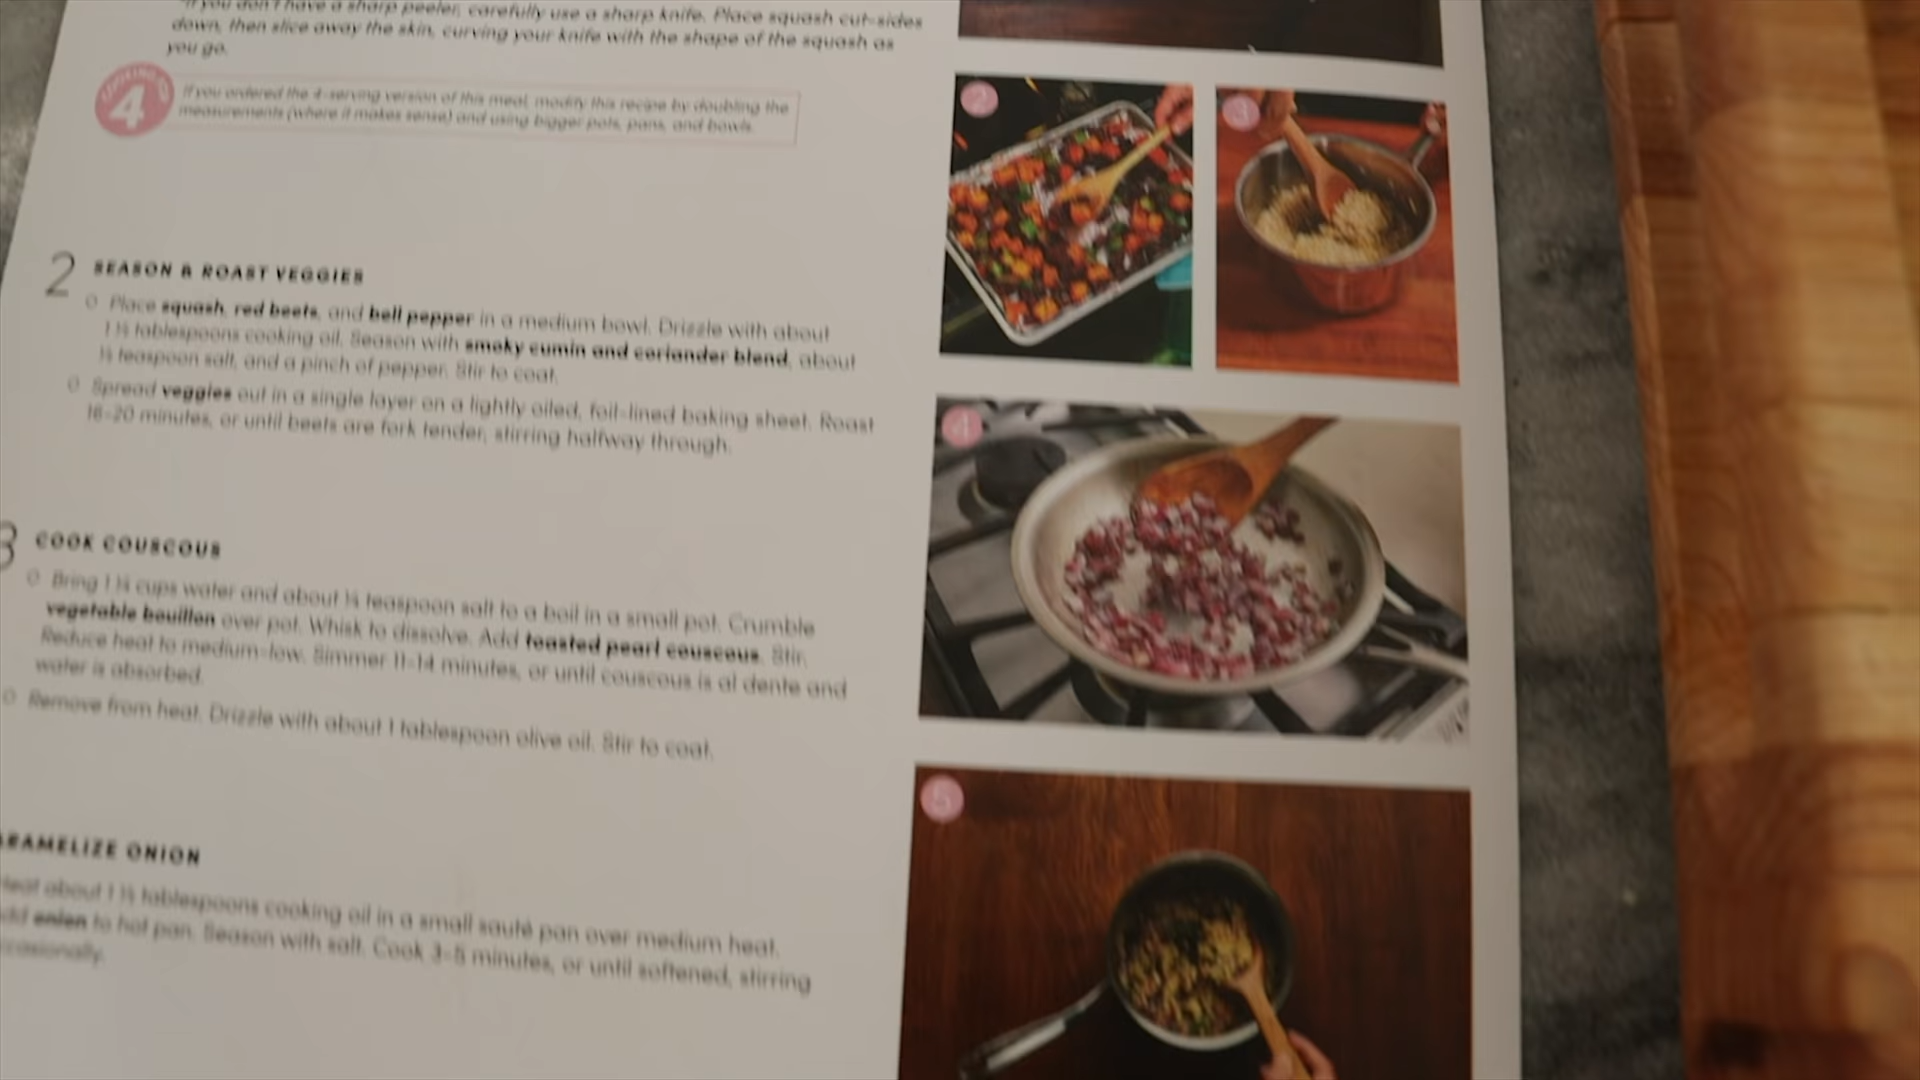 *If you don't have a sharp peeler, carefully use a sharp knife. Place squash cut-sides
down, then slice away the skin, curving your knife with the shape of the squash as
you go.
COOKING FOR
4
If you ordered the 4-serving version of this meal, modify this recipe by doubling the
measurements (where it makes sense) and using bigger pots, pans, and bowls.
2 SEASON & ROAST VEGGIES
Place squash, red beets, and bell pepper in a medium bowl. Drizzle with about
1 ½ tablespoons cooking oil. Season with smoky cumin and coriander blend, about
teaspoon salt, and a pinch of pepper. Stir to coat.
Spread veggies out in a single layer on a lightly oiled, foil-lined baking sheet. Roast
18-20 minutes, or until beets are fork tender, stirring halfway through.
3 COOK COUSCOUS
Bring 1 cups water and about ¼ teaspoon salt to a boil in a small pot. Crumble
vegetable bouillon over pot. Whisk to dissolve. Add toasted pearl couscous. Stir.
Reduce heat to medium-low. Simmer 11-14 minutes, or until couscous is al dente and
water is absorbed.
Remove from heat. Drizzle with about 1 tablespoon olive oil. Stir to coat.
ARAMELIZE ONION
Heat about 1 ½ tablespoons cooking oil in a small sauté pan over medium heat.
dd onion to hot pan. Season with salt. Cook 3-5 minutes, or until softened, stirring
ccasionally.
2
3
4
5